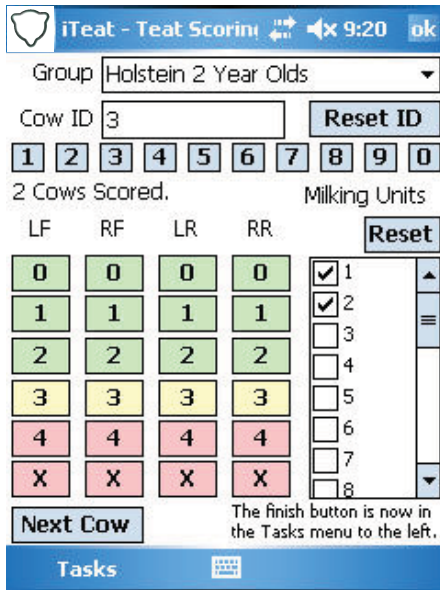 iTeat - Teat Scorin 9:20 ok
Group Holstein 2 Year Olds
Cow ID 3 Reset ID
1 2 3 4 5 6 7 8 9 0
2 Cows Scored. Milking Units
LF RF LR RR Reset
0 0 0 0 1
1 1 1 1 2
2 2 2 2 3
3 3 3 3 4
4 4 4 4 5
X X X X 6
7
8
Next Cow
The finish button is now in
the Tasks menu to the left.
Tasks